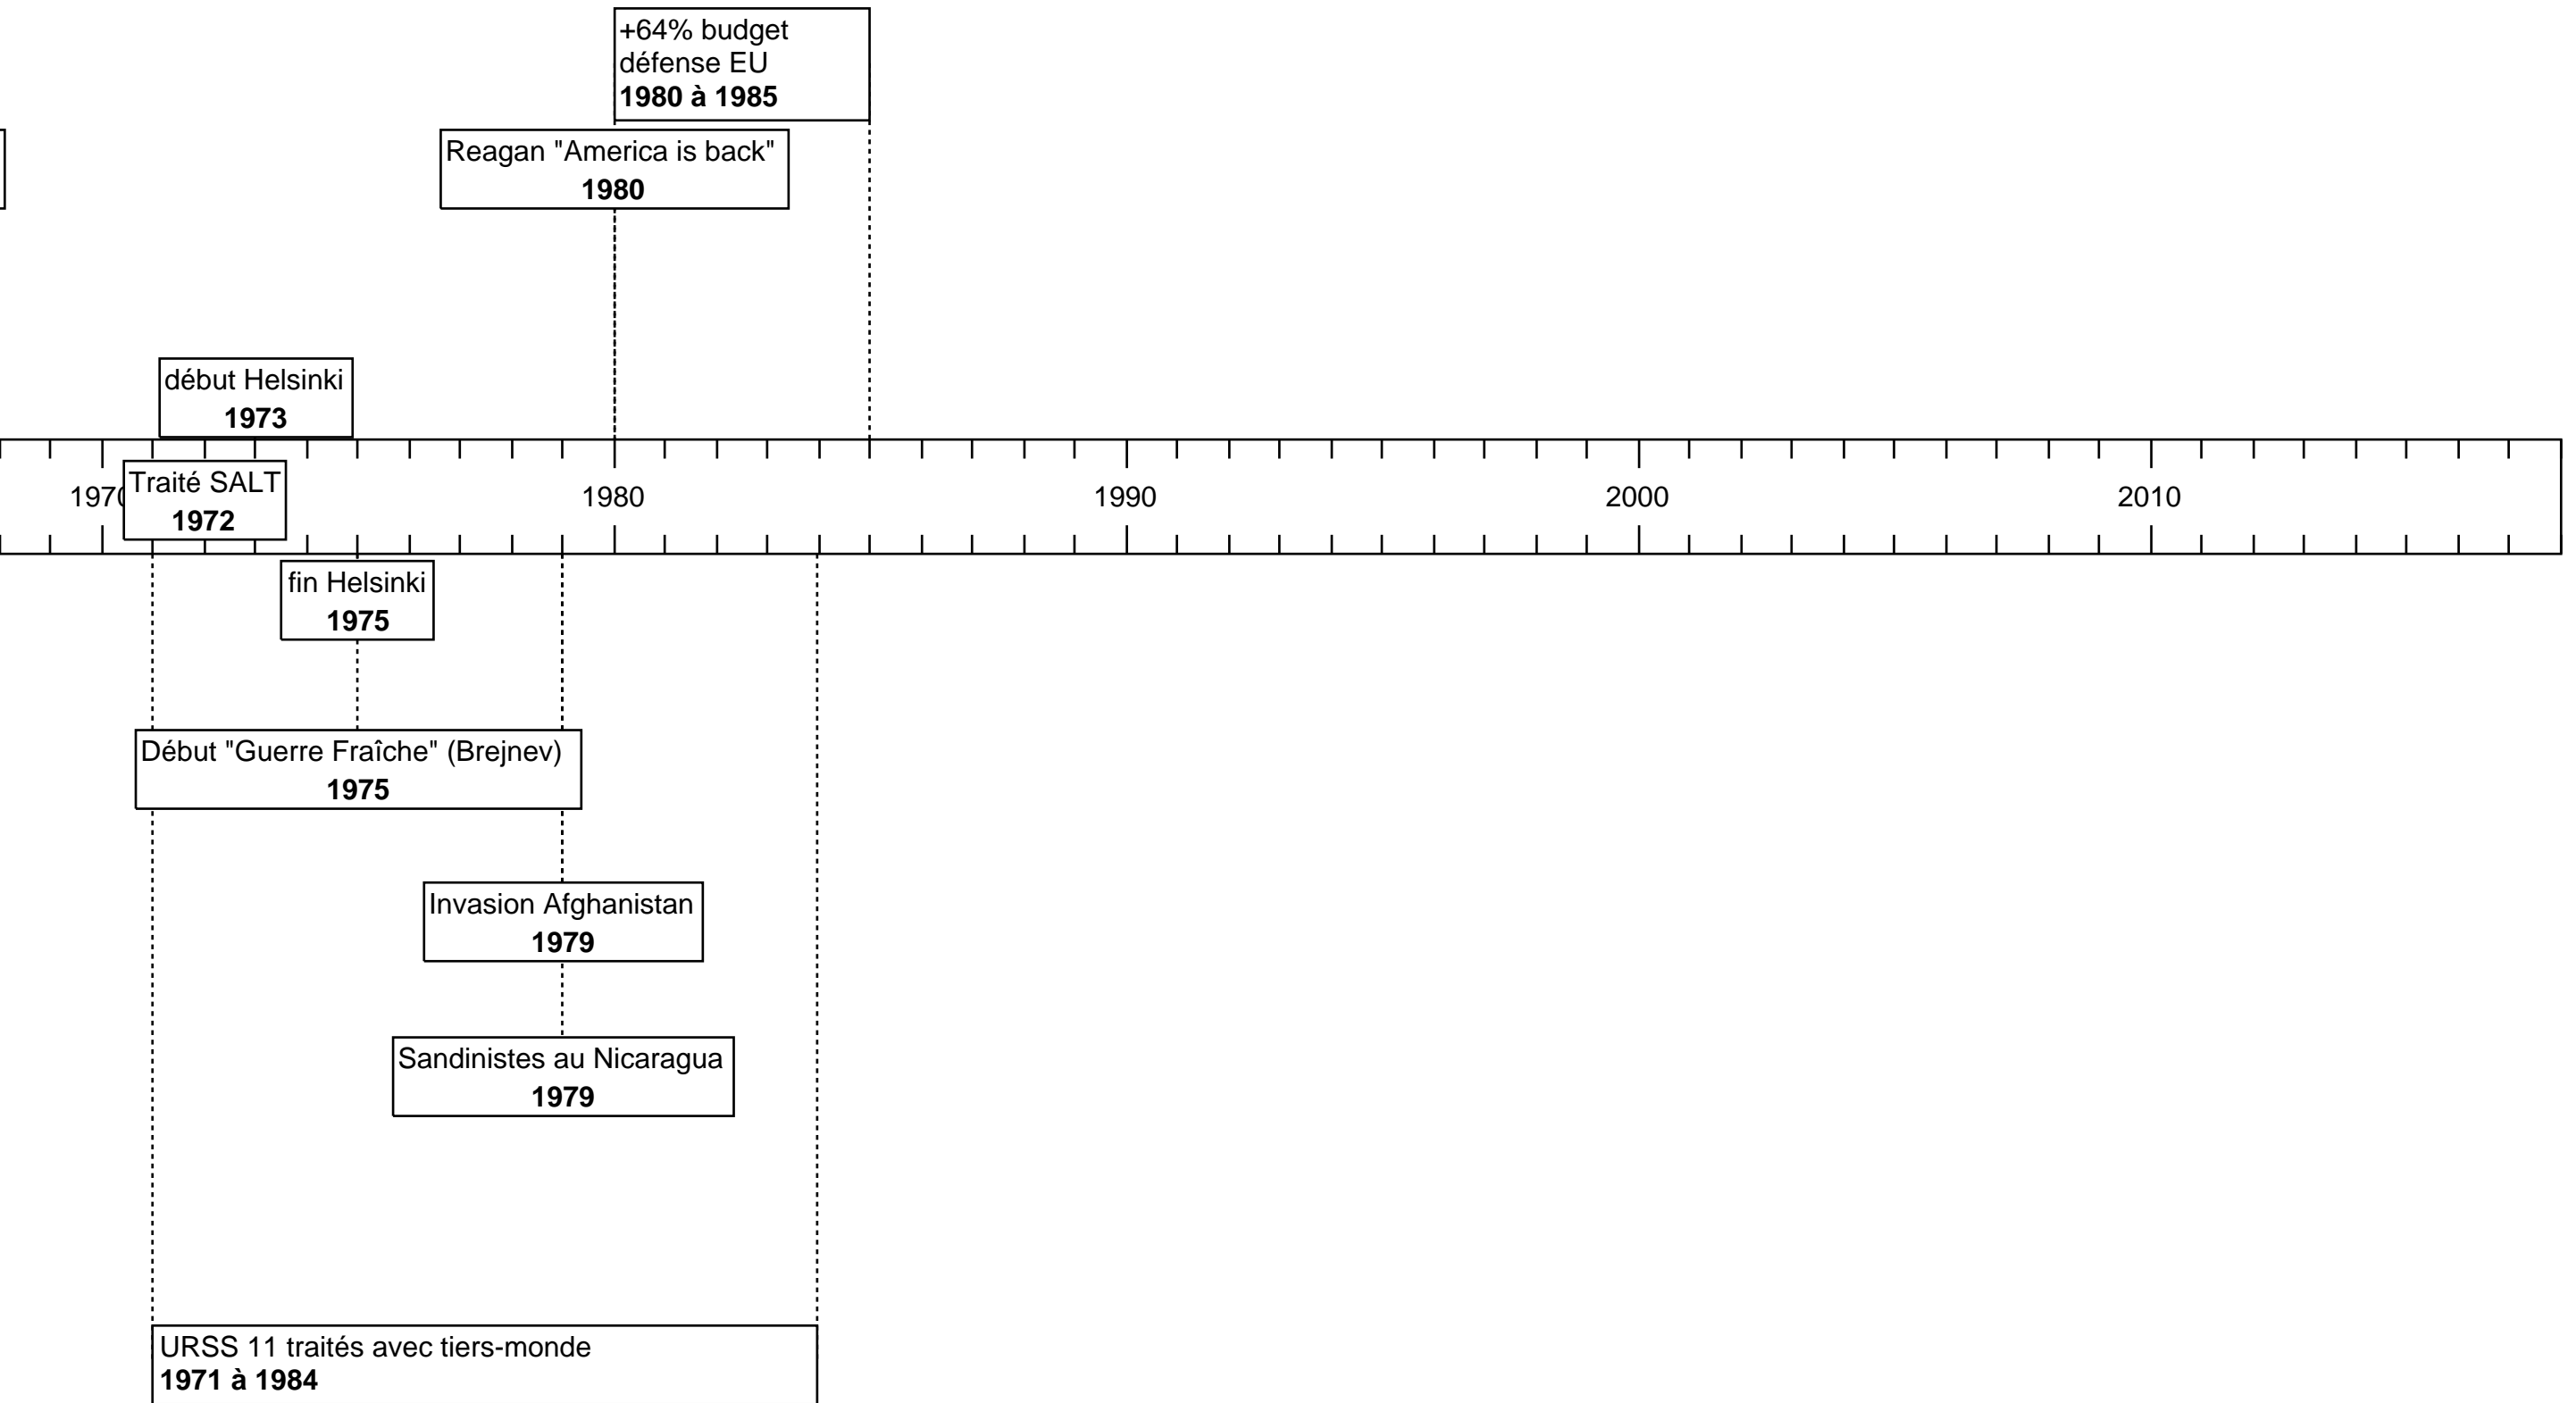 +64% budget
défense EU
1980 à 1985
Reagan "America is back"
1980
début Helsinki
1973
1970
Traité SALT
1972
1980
1990
2000
2010
fin Helsinki
1975
Début "Guerre Fraîche" (Brejnev)
1975
Invasion Afghanistan
1979
Sandinistes au Nicaragua
1979
URSS 11 traités avec tiers-monde
1971 à 1984